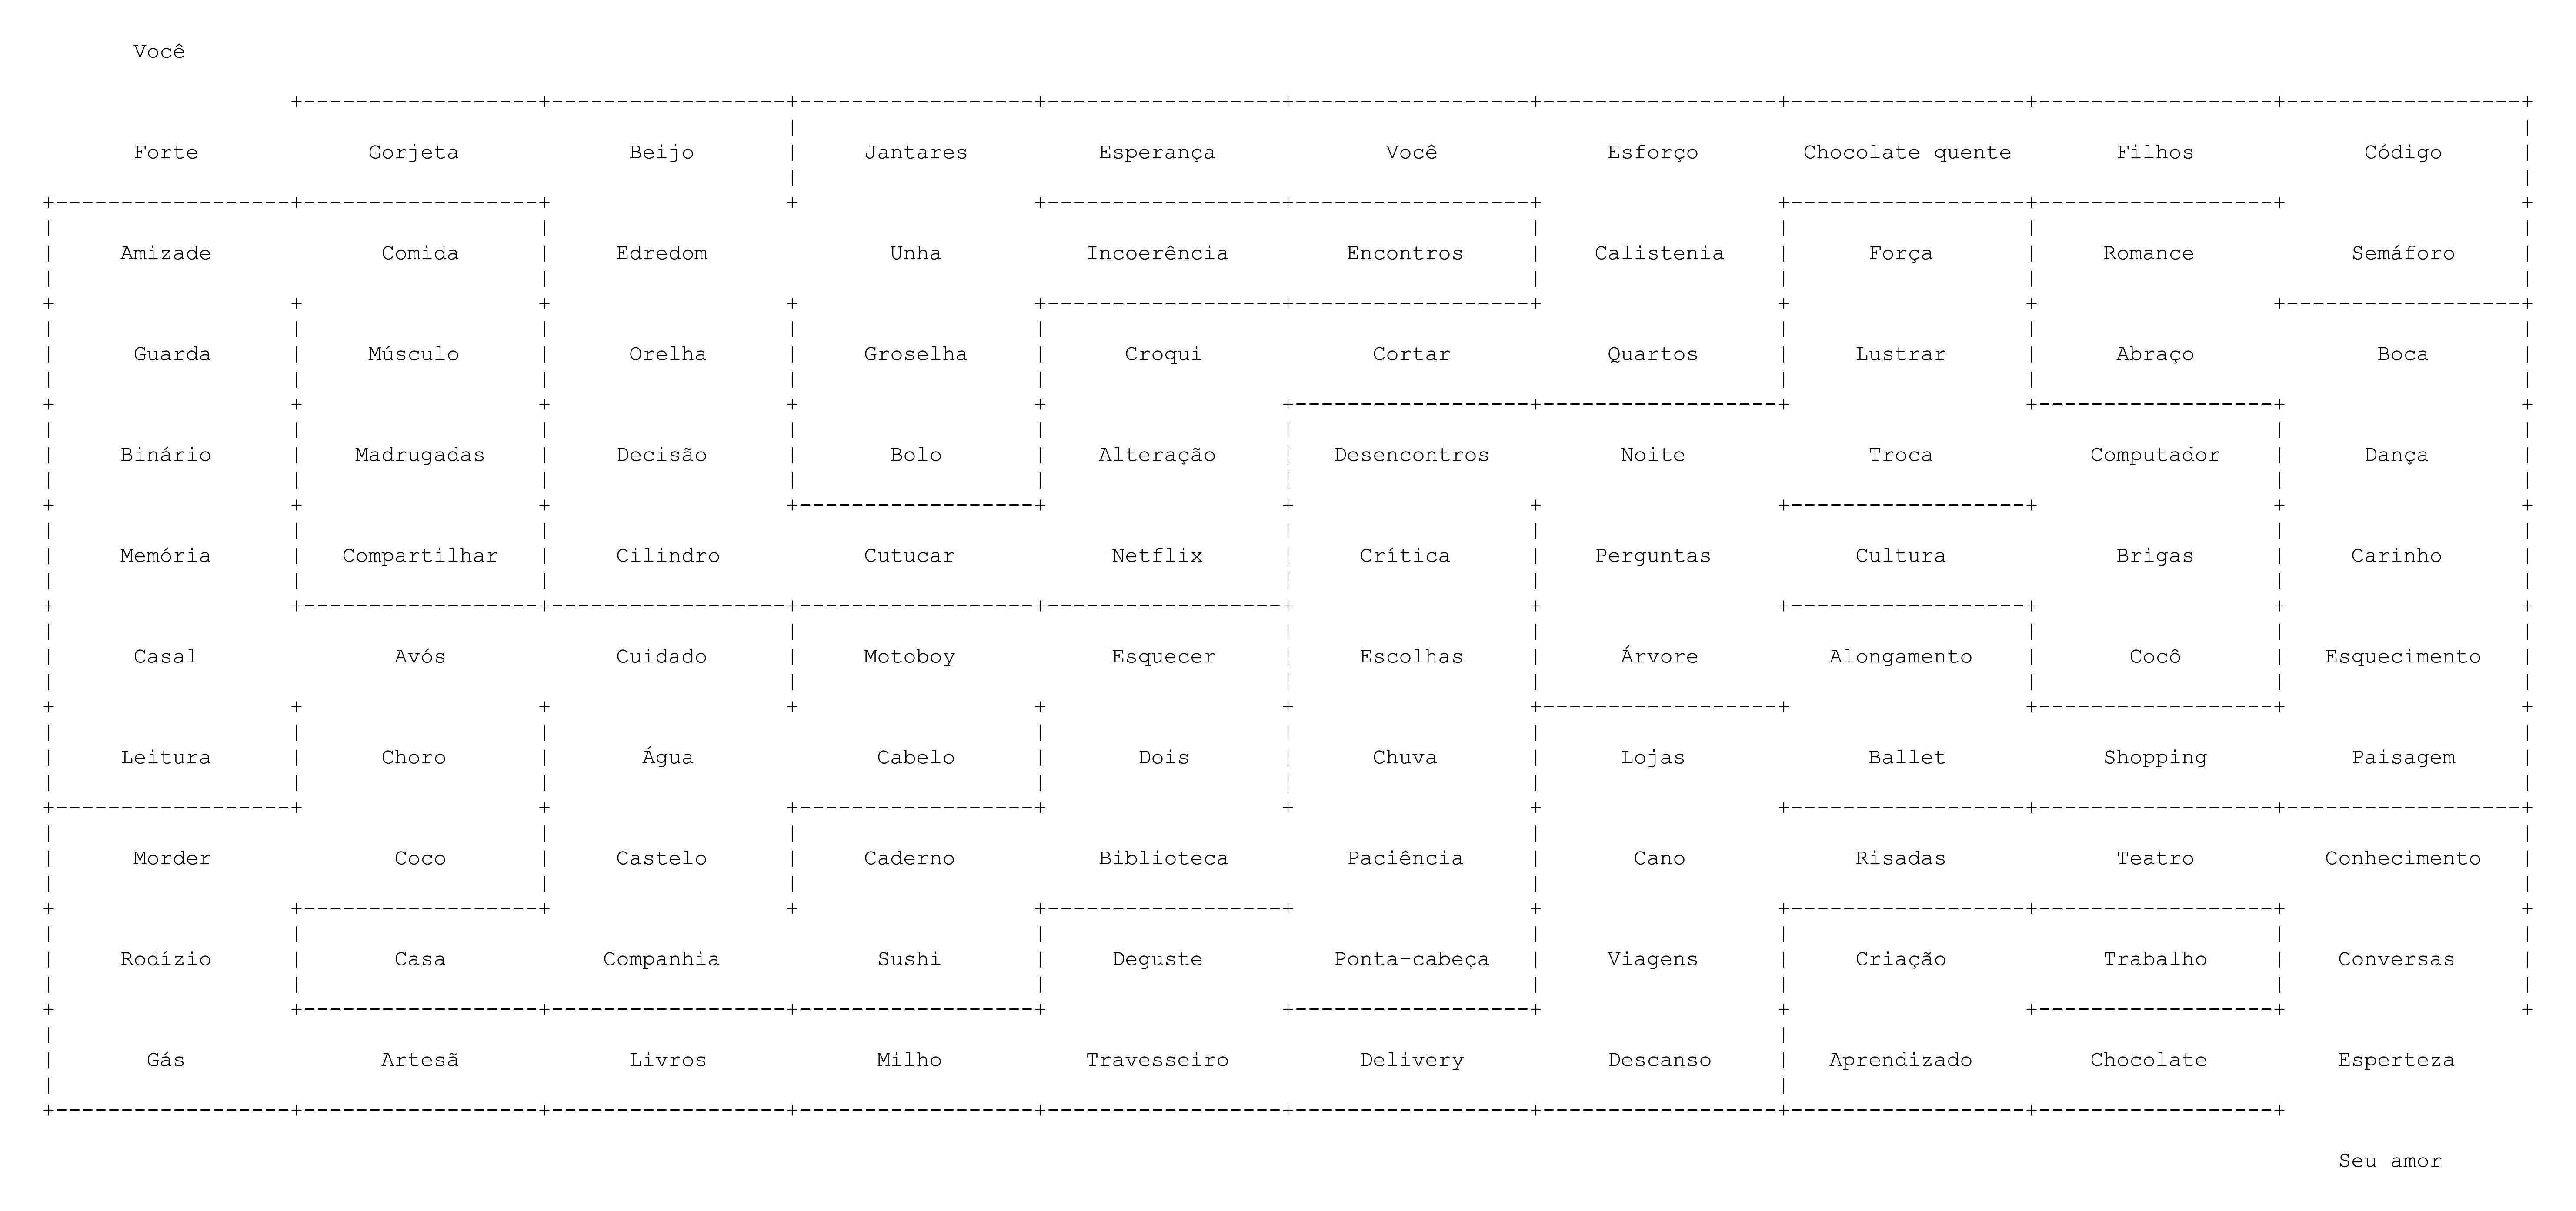 Você
Forte Gorjeta Beijo Jantares Esperança Você Esforço Chocolate quente Filhos Código
Amizade Comida Edredom Unha Incoerência Encontros Calistenia Força Romance Semáforo
Guarda Músculo Orelha Groselha Croqui Cortar Quartos Lustrar Abraço Boca
Binário Madrugadas Decisão Bolo Alteração Desencontros Noite Troca Computador Dança
Memória Compartilhar Cilindro Cutucar Netflix Crítica Perguntas Cultura Brigas Carinho
Casal Avós Cuidado Motoboy Esquecer Escolhas Árvore Alongamento Cocô Esquecimento
Leitura Choro Água Cabelo Dois Chuva Lojas Ballet Shopping Paisagem
Morder Coco Castelo Caderno Biblioteca Paciência Cano Risadas Teatro Conhecimento
Rodízio Casa Companhia Sushi Deguste Ponta-cabeça Viagens Criação Trabalho Conversas
Gás Artesã Livros Milho Travesseiro Delivery Descanso Aprendizado Chocolate Esperteza
Seu amor